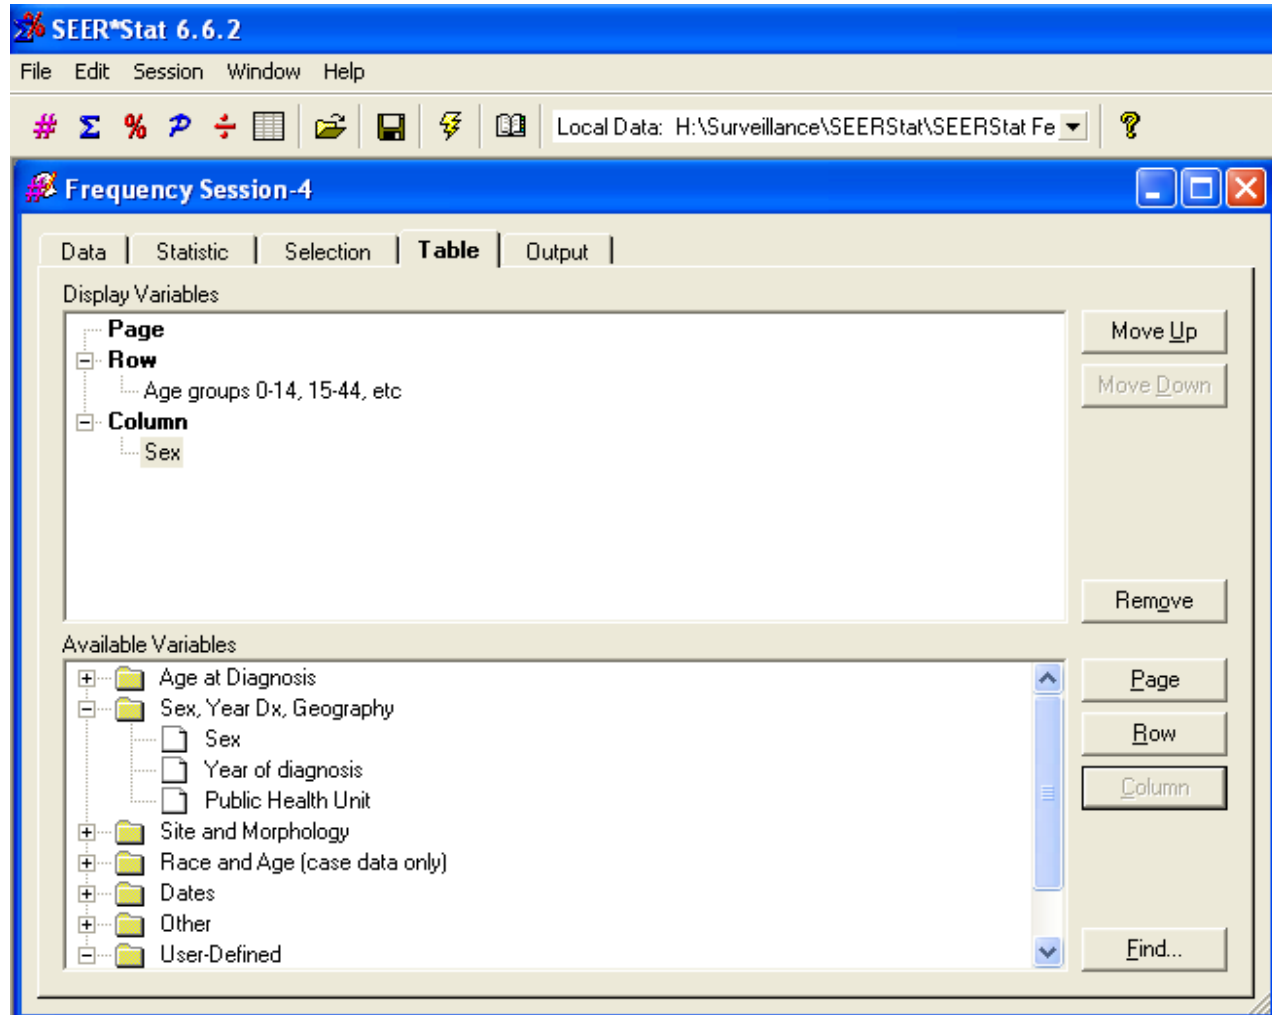 SEER*Stat 6.6.2
File Edit Session Window Help
# Σ % P ÷ Local Data: H:\Surveillance\SEERStat\SEERStat Fe ?
Frequency Session-4
Data Statistic Selection Table Output
Display Variables
Page
Row
Age groups 0-14, 15-44, etc
Column
Sex
Move Up
Move Down
Remove
Available Variables
Age at Diagnosis
Sex, Year Dx, Geography
Sex
Year of diagnosis
Public Health Unit
Site and Morphology
Race and Age (case data only)
Dates
Other
User-Defined
Page
Row
Column
Find...